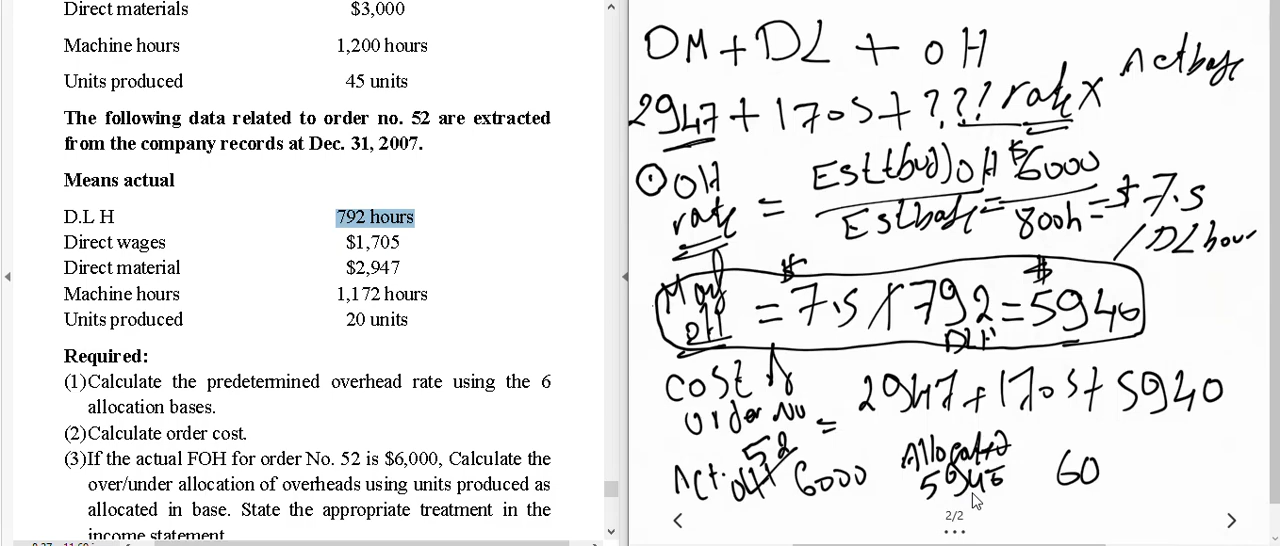 Direct materials $3,000
Machine hours 1,200 hours
Units produced 45 units
The following data related to order no. 52 are extracted
from the company records at Dec. 31, 2007.
Means actual
D.L H 792 hours
Direct wages $1,705
Direct material $2,947
Machine hours 1,172 hours
Units produced 20 units
Required:
(1)Calculate the predetermined overhead rate using the 6
allocation bases.
(2)Calculate order cost.
(3)If the actual FOH for order No. 52 is $6,000, Calculate the
over/under allocation of overheads using units produced as
allocated in base. State the appropriate treatment in the
income statement
DM + DL + OH
Act base
2947 + 1705 + ??? rate X
① OH rate = Est(bud) OH / Est base = $6000 / 800h = $7.5
/DL hour
OH = $7.5 X 792 = $5940
DLH
Cost
order No 52 = 2947 + 1705 + 5940
Act. OH 6000 Allocated 5940 60
2/2